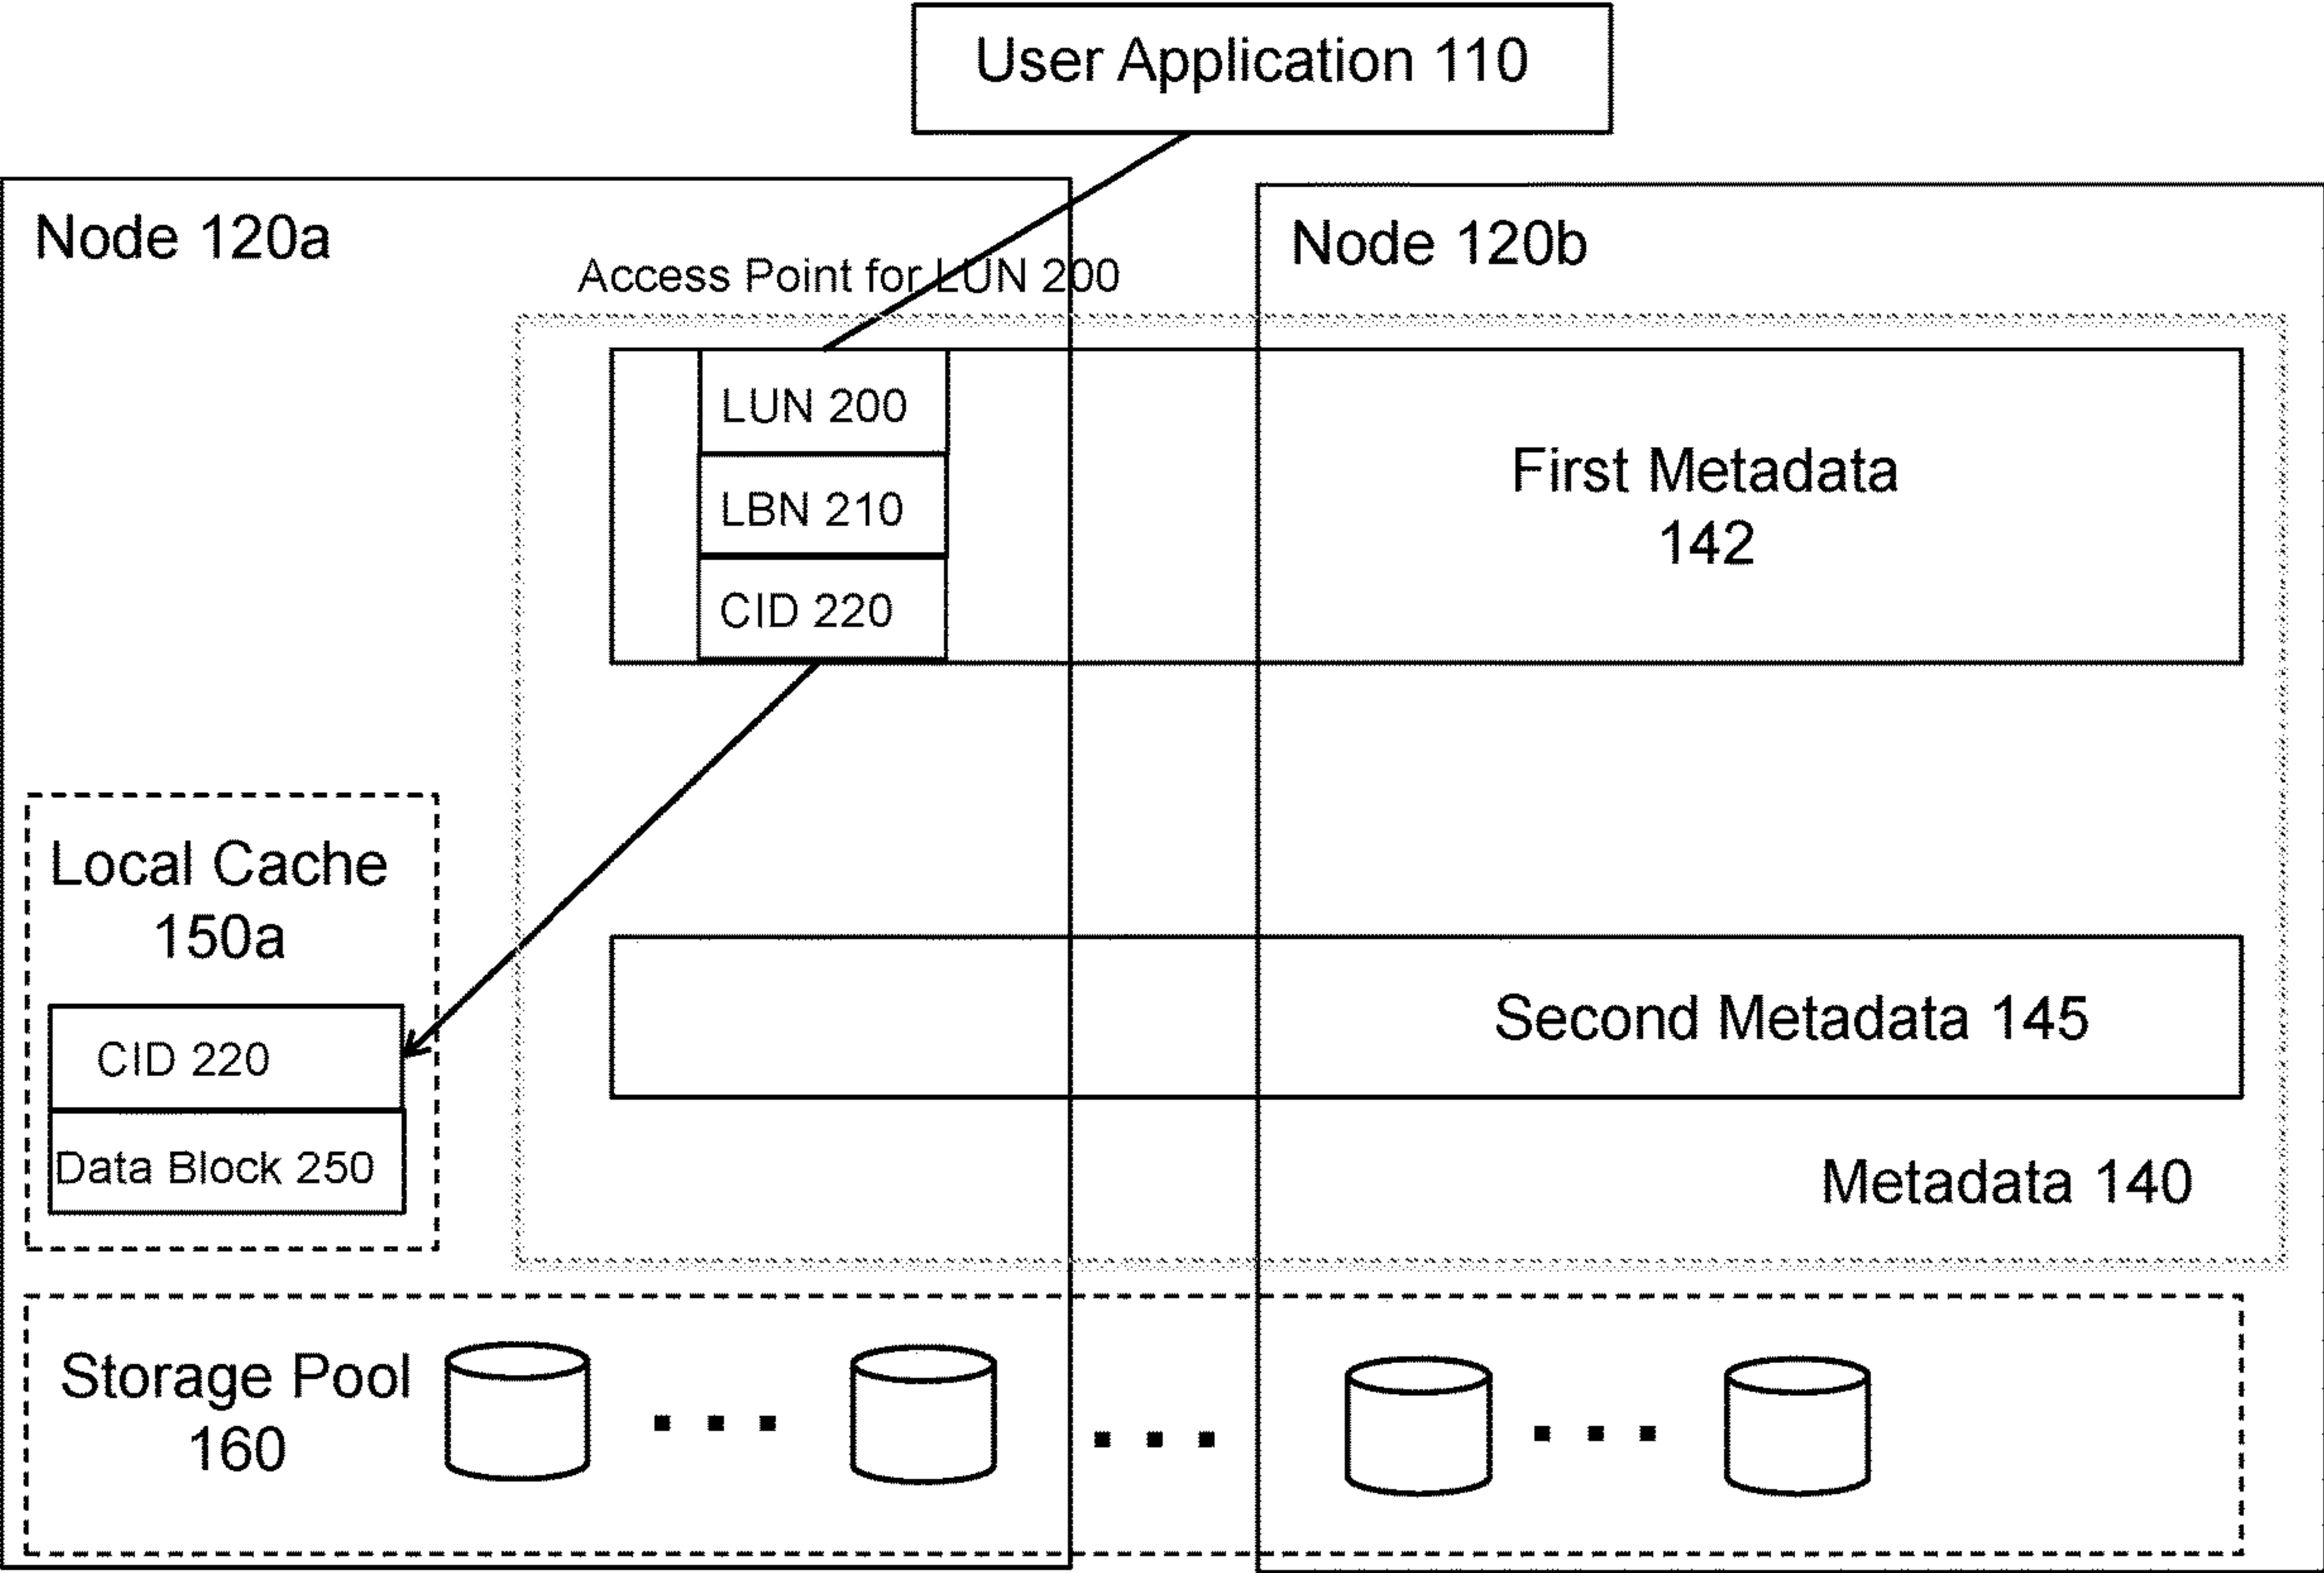 User Application 110
Node 120a
Node 120b
Access Point for LUN 200
LUN 200
LBN 210
CID 220
First Metadata
142
Local Cache
150a
CID 220
Data Block 250
Second Metadata 145
Metadata 140
Storage Pool
160